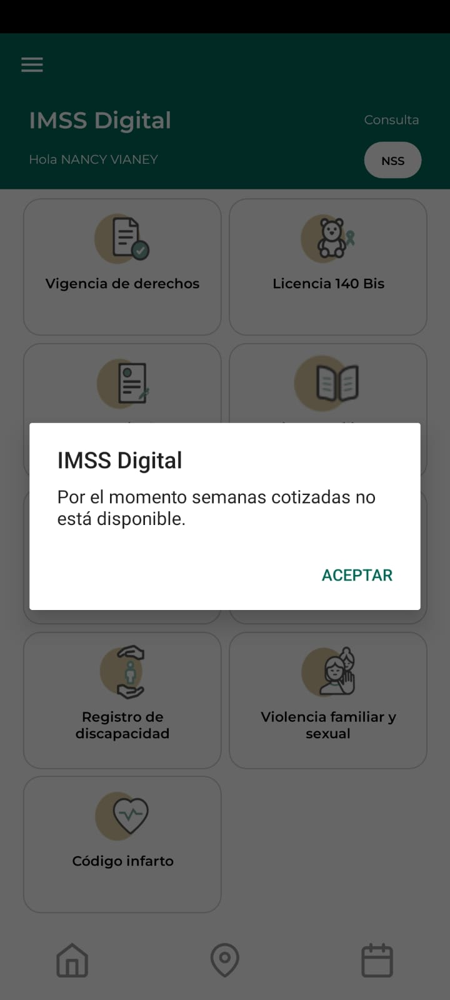 IMSS Digital
Consulta
Hola NANCY VIANEY
NSS
Vigencia de derechos
Licencia 140 Bis
IMSS Digital
Por el momento semanas cotizadas no
está disponible.
ACEPTAR
Registro de
discapacidad
Violencia familiar y
sexual
Código infarto